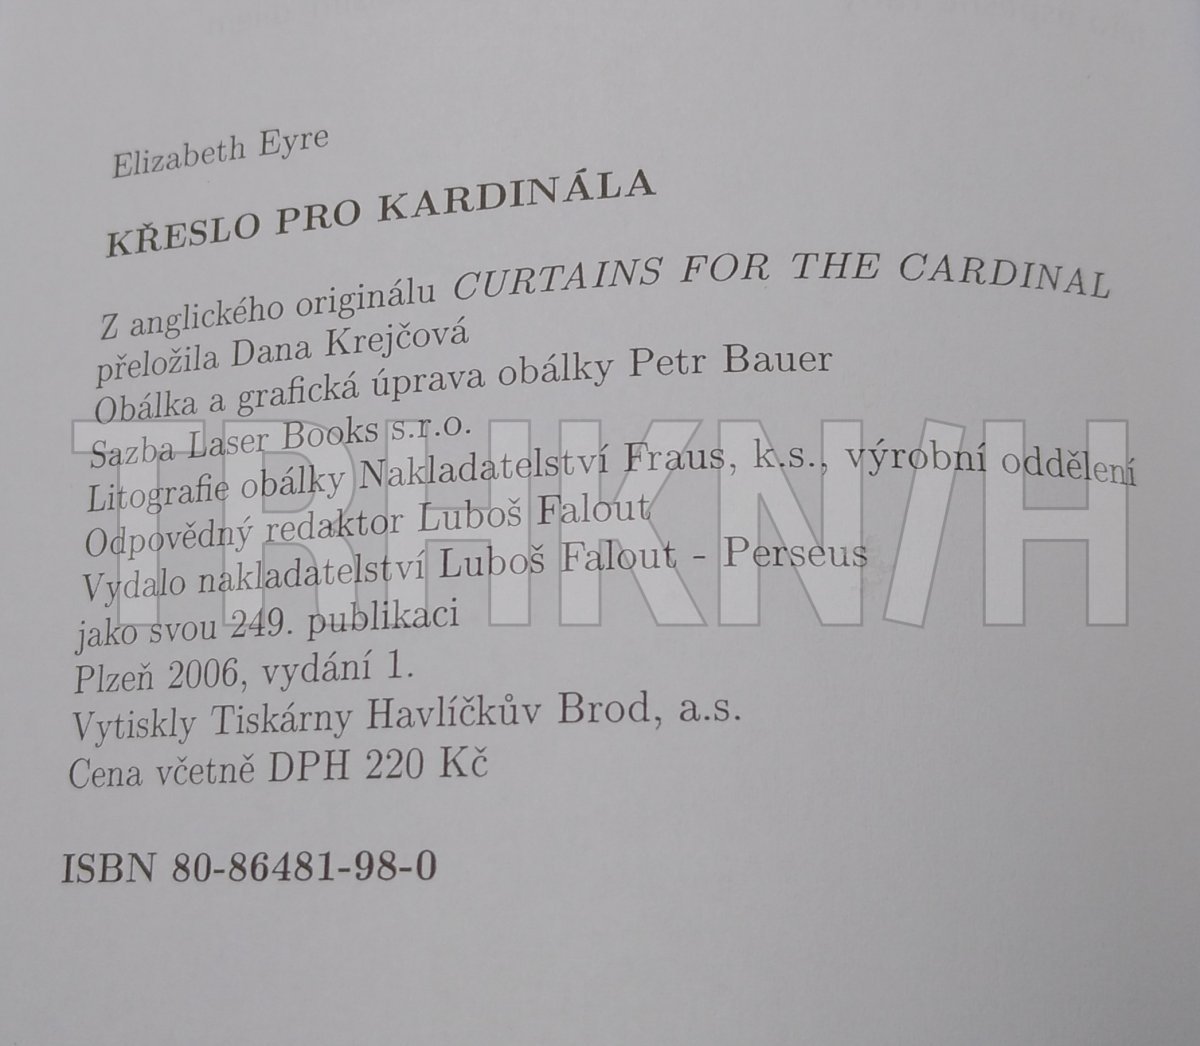 Elizabeth Eyre
KŘESLO PRO KARDINÁLA
Z anglického originálu CURTAINS FOR THE CARDINAL
přeložila Dana Krejčová
Obálka a grafická úprava obálky Petr Bauer
Sazba Laser Books s.r.o.
Litografie obálky Nakladatelství Fraus, k.s., výrobní oddělení
Odpovědný redaktor Luboš Falout
Vydalo nakladatelství Luboš Falout - Perseus
jako svou 249. publikaci
Plzeň 2006, vydání 1.
Vytiskly Tiskárny Havlíčkův Brod, a.s.
Cena včetně DPH 220 Kč
ISBN 80-86481-98-0
TRHKN/H